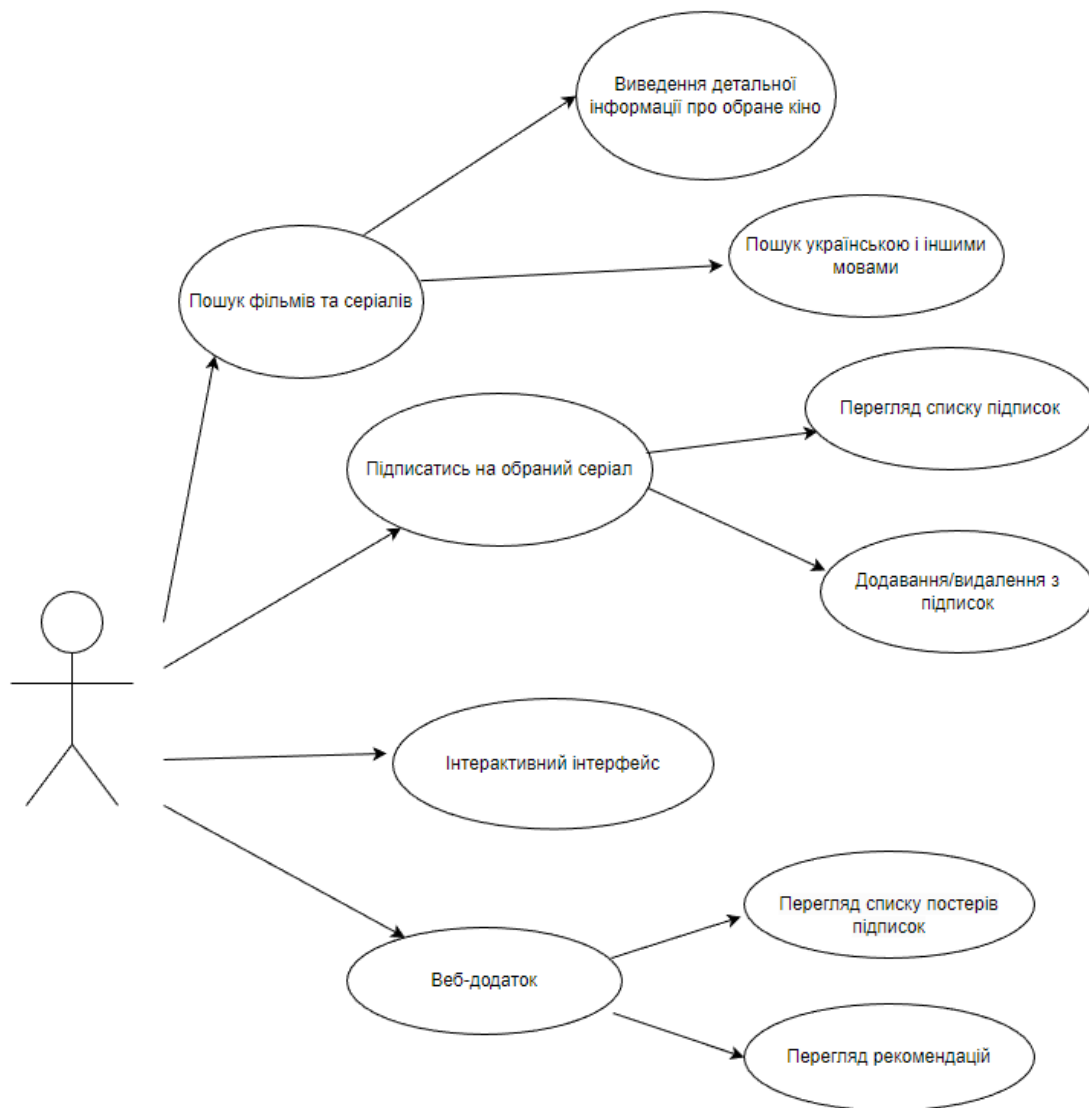 Виведення детальної
інформації про обране кіно
Пошук українською і іншими
мовами
Пошук фільмів та серіалів
Перегляд списку підписок
Підписатись на обраний серіал
Додавання/видалення з
підписок
Інтерактивний інтерфейс
Перегляд списку постерів
підписок
Веб-додаток
Перегляд рекомендацій